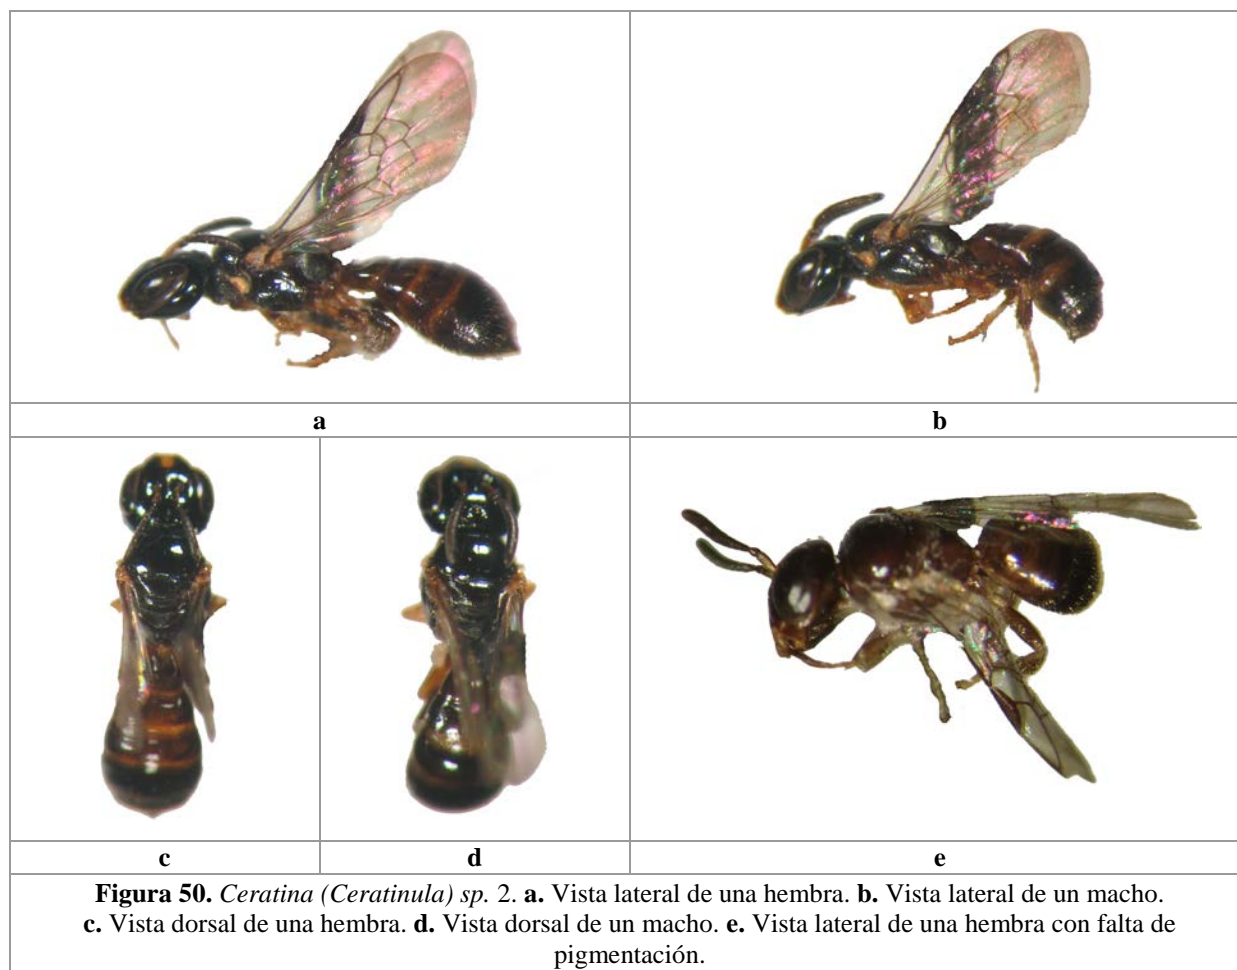 a
b
c
d
e
Figura 50. Ceratina (Ceratinula) sp. 2. a. Vista lateral de una hembra. b. Vista lateral de un macho.
c. Vista dorsal de una hembra. d. Vista dorsal de un macho. e. Vista lateral de una hembra con falta de
pigmentación.